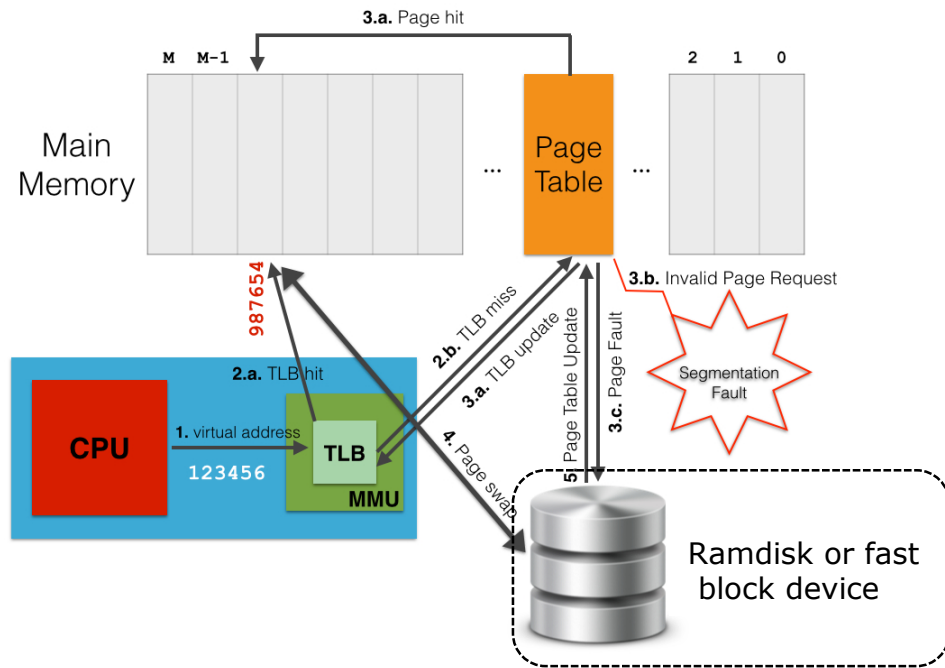 3.a. Page hit
M M-1
2 1 0
Main
Memory
...
Page
Table
...
987654
3.b. Invalid Page Request
2.b. TLB miss
3.a. TLB update
5. Page Table Update
3.c. Page Fault
Segmentation
Fault
2.a. TLB hit
CPU
1. virtual address
123456
TLB
MMU
4. Page swap
Ramdisk or fast
block device